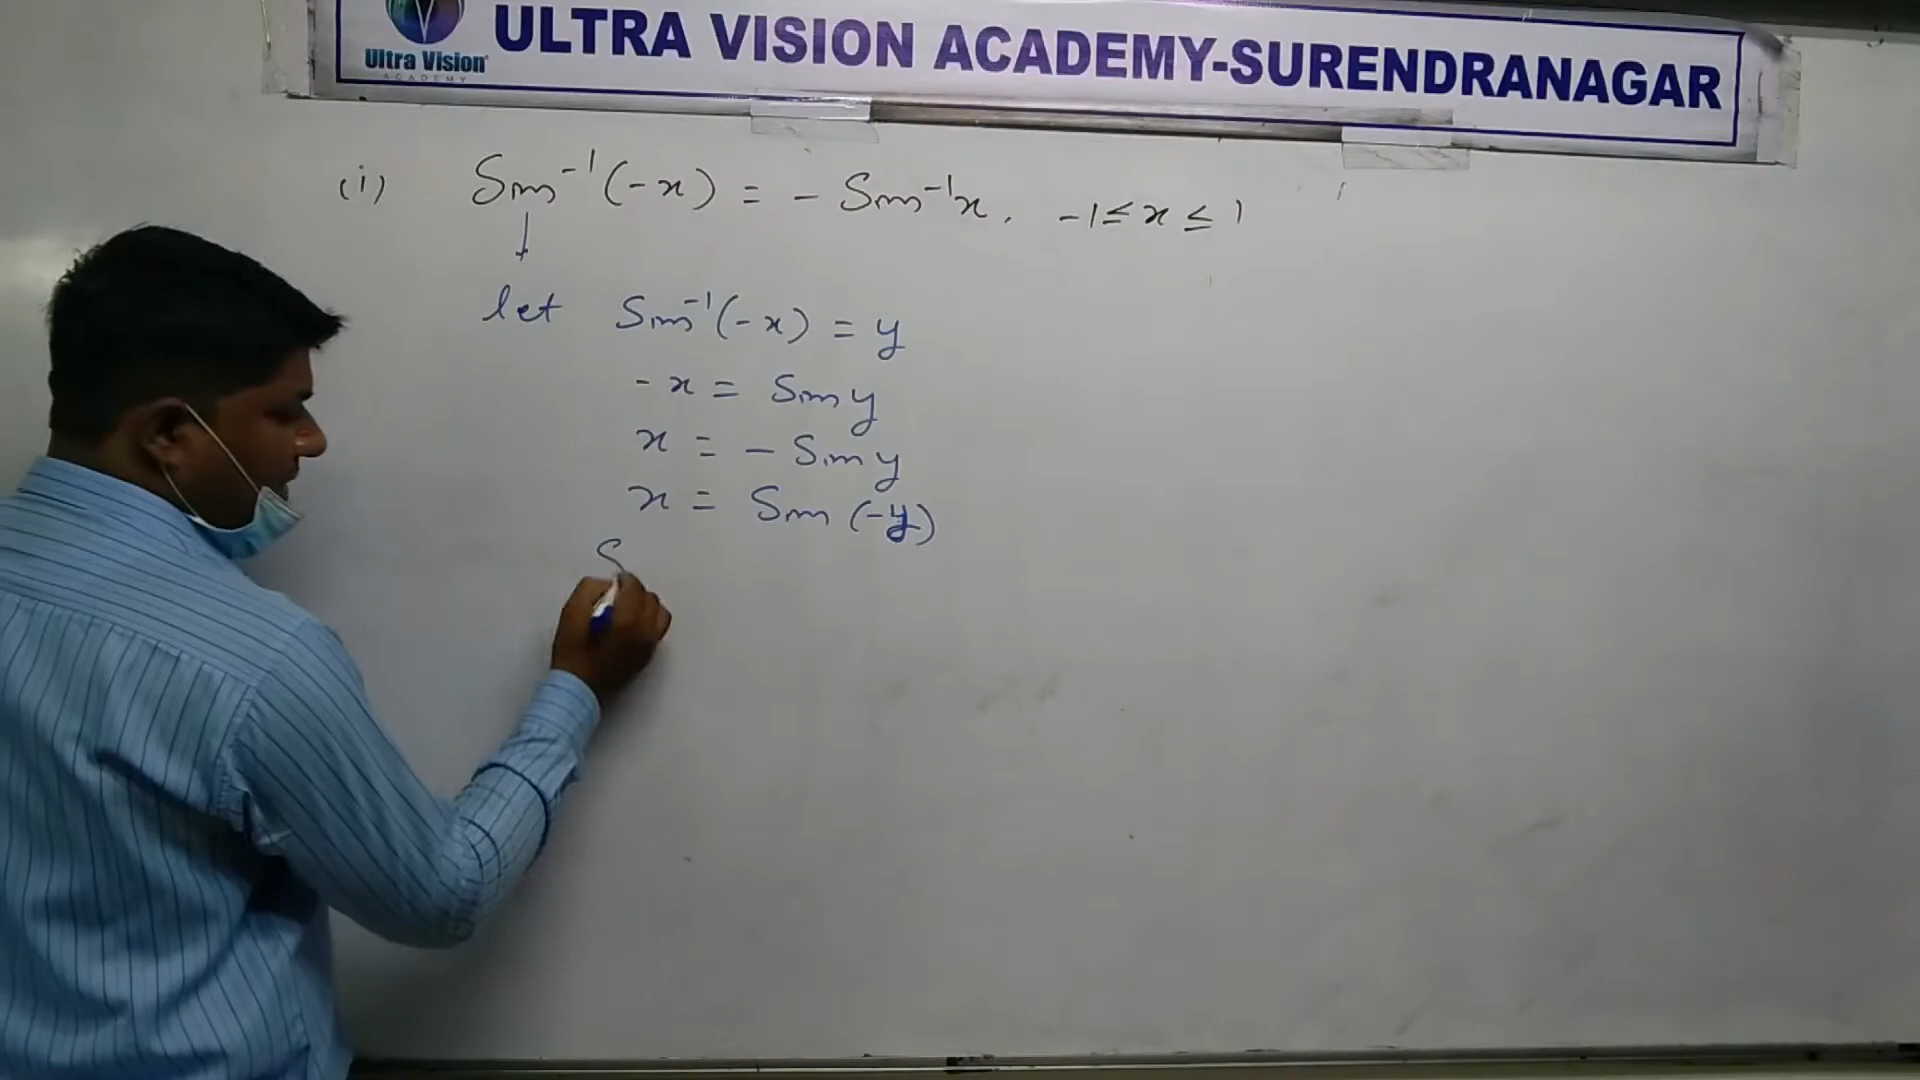 Ultra Vision
ACADEMY
ULTRA VISION ACADEMY-SURENDRANAGAR
(i) Sin⁻¹(-x) = - Sin⁻¹x, -1 ≤ x ≤ 1
let Sin⁻¹(-x) = y
-x = Sin y
x = - Sin y
x = Sin (-y)
S